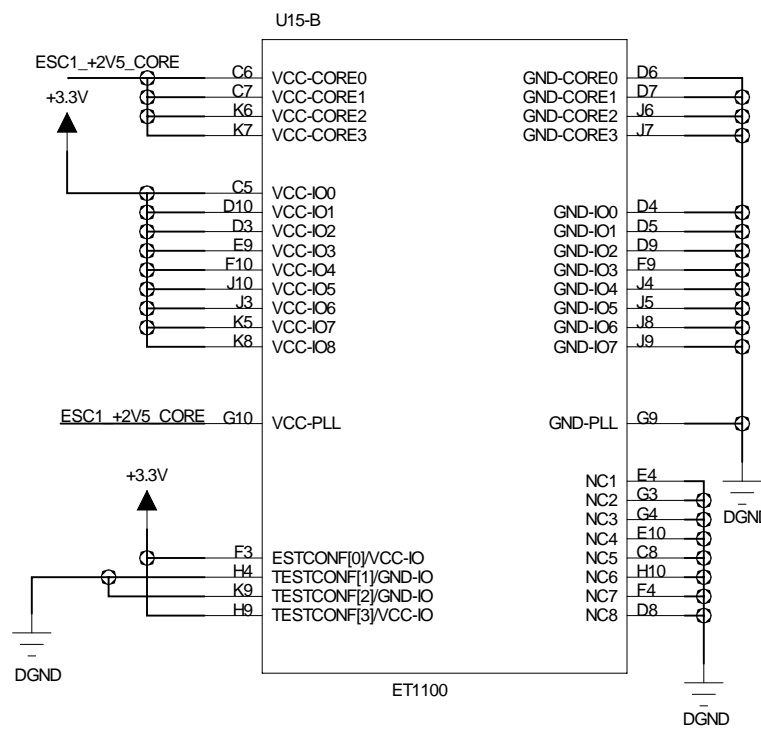 U15-B
ESC1_+2V5_CORE
+3.3V
C6 VCC-CORE0 GND-CORE0 D6
C7 VCC-CORE1 GND-CORE1 D7
K6 VCC-CORE2 GND-CORE2 J6
K7 VCC-CORE3 GND-CORE3 J7
C5 VCC-IO0
D10 VCC-IO1 GND-IO0 D4
D3 VCC-IO2 GND-IO1 D5
E9 VCC-IO3 GND-IO2 D9
F10 VCC-IO4 GND-IO3 F9
J10 VCC-IO5 GND-IO4 J4
J3 VCC-IO6 GND-IO5 J5
K5 VCC-IO7 GND-IO6 J8
K8 VCC-IO8 GND-IO7 J9
ESC1_+2V5_CORE G10 VCC-PLL GND-PLL G9
+3.3V
NC1 E4
NC2 G3
NC3 G4
NC4 E10
F3 ESTCONF[0]/VCC-IO NC5 C8
H4 TESTCONF[1]/GND-IO NC6 H10
K9 TESTCONF[2]/GND-IO NC7 F4
H9 TESTCONF[3]/VCC-IO NC8 D8
DGND
DGND
ET1100
DGND